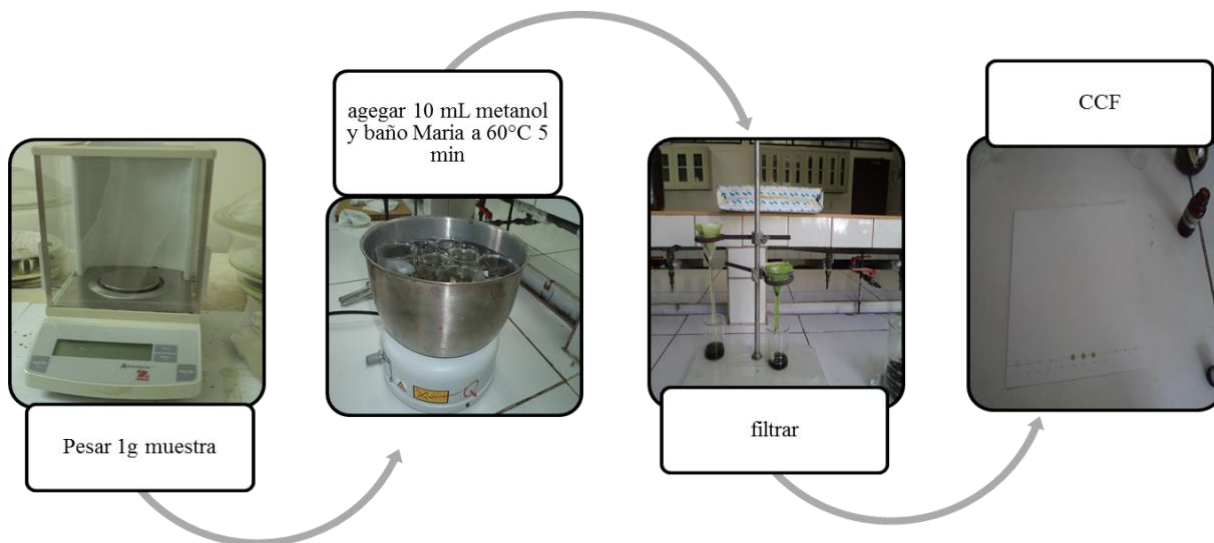 Pesar 1g muestra
agegar 10 mL metanol
y baño Maria a 60°C 5
min
filtrar
CCF